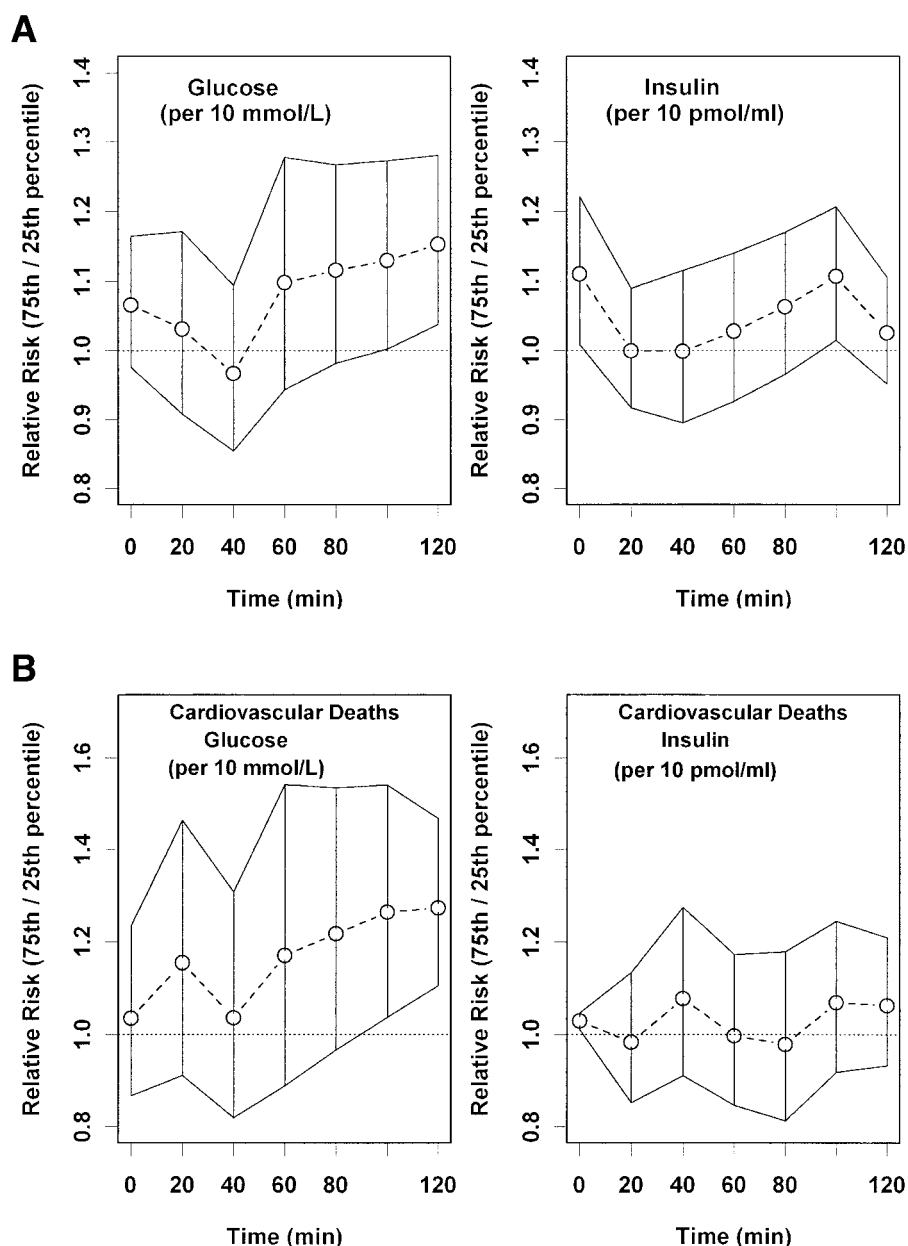 A
Relative Risk (75th / 25th percentile)
1.4
1.3
1.2
1.1
1.0
0.9
0.8
Glucose
(per 10 mmol/L)
0 20 40 60 80 120
Time (min)
Relative Risk (75th / 25th percentile)
1.4
1.3
1.2
1.1
1.0
0.9
0.8
Insulin
(per 10 pmol/ml)
0 20 40 60 80 120
Time (min)
B
Relative Risk (75th / 25th percentile)
1.6
1.4
1.2
1.0
0.8
Cardiovascular Deaths
Glucose
(per 10 mmol/L)
0 20 40 60 80 120
Time (min)
Relative Risk (75th / 25th percentile)
1.6
1.4
1.2
1.0
0.8
Cardiovascular Deaths
Insulin
(per 10 pmol/ml)
0 20 40 60 80 120
Time (min)